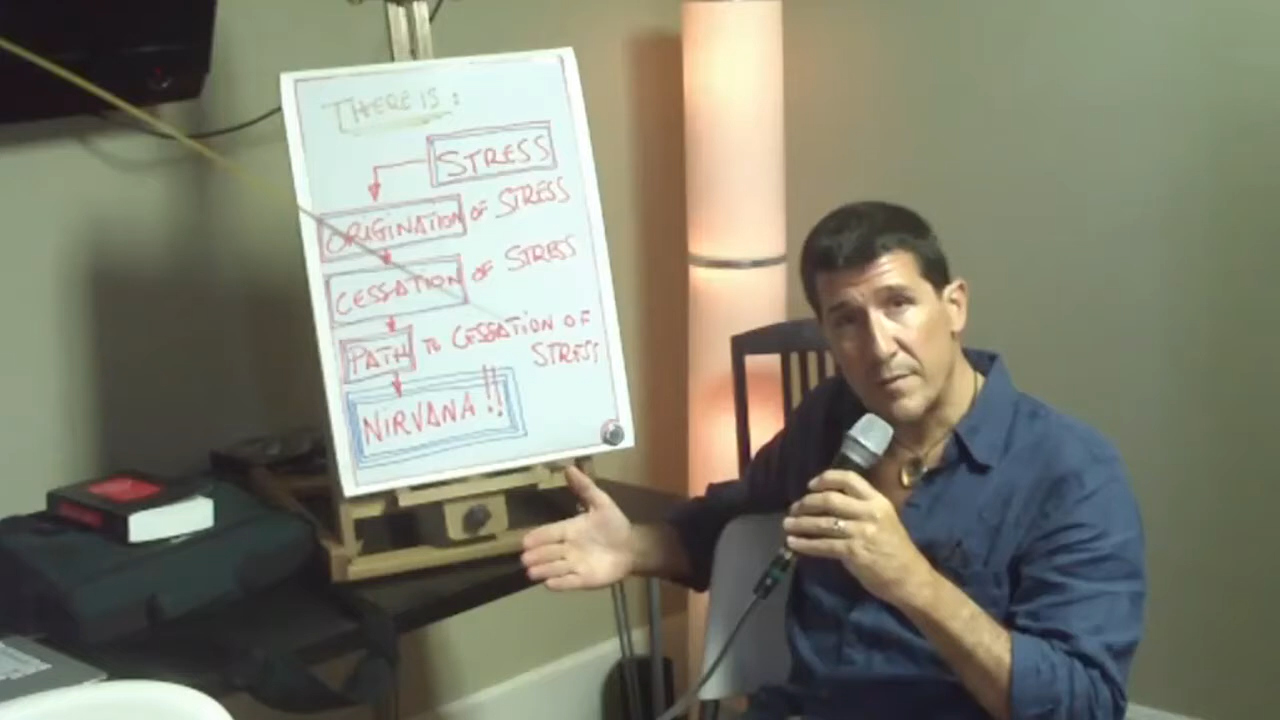 THERE IS:
STRESS
ORIGINATION OF STRESS
CESSATION OF STRESS
PATH TO CESSATION OF
STRESS
NIRVANA!!